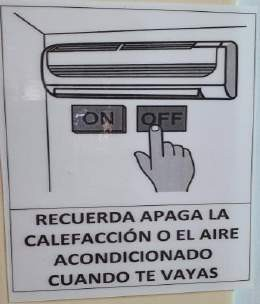 ON OFF
RECUERDA APAGA LA
CALEFACCIÓN O EL AIRE
ACONDICIONADO
CUANDO TE VAYAS